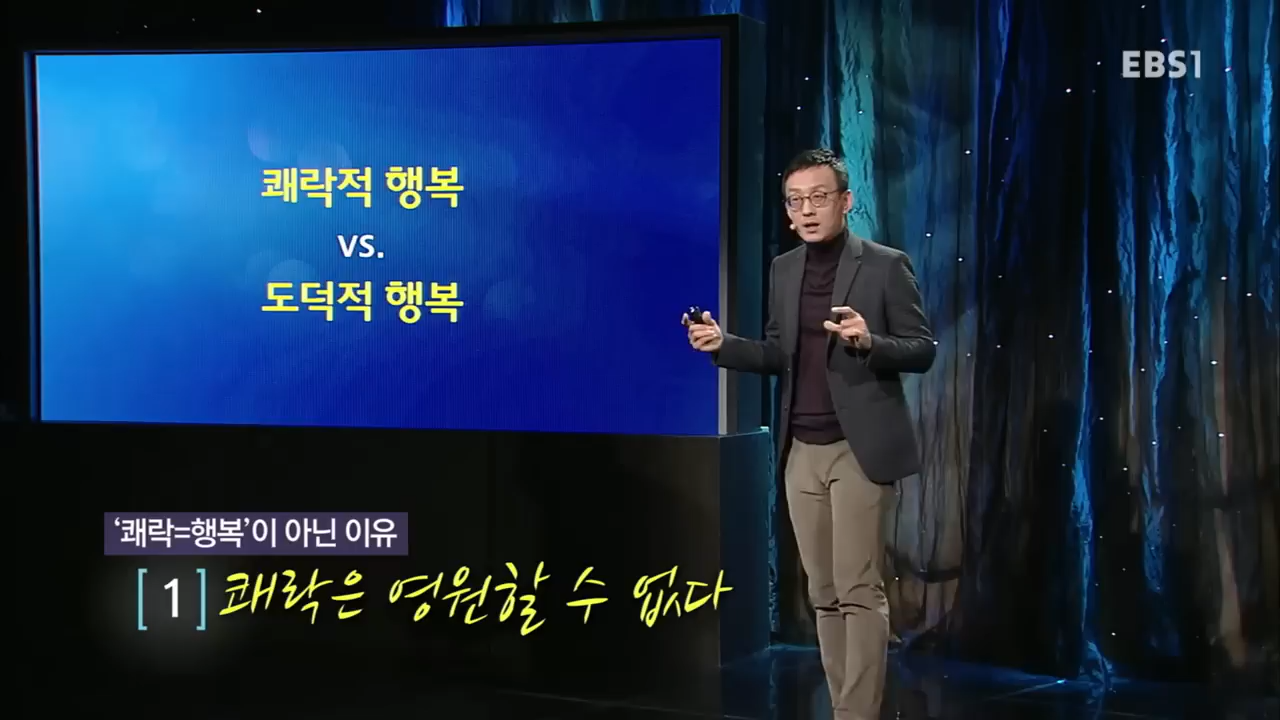 EBS1
쾌락적 행복
vs.
도덕적 행복
‘쾌락=행복’이 아닌 이유
[1] 쾌락은 영원할 수 없다